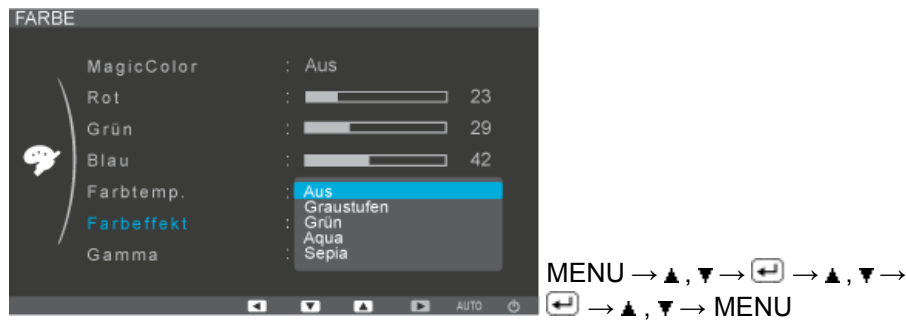 FARBE
MagicColor : Aus
Rot : 23
Grün : 29
Blau : 42
Farbtemp. :
Farbeffekt :
Gamma :
Aus
Graustufen
Grün
Aqua
Sepia
AUTO
MENU → ▲ , ▼ → ↵ → ▲ , ▼ →
↵ → ▲ , ▼ → MENU